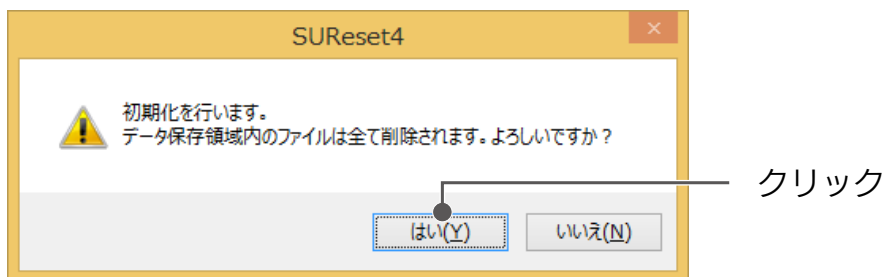 SUReset4
初期化を行います。
データ保存領域内のファイルは全て削除されます。よろしいですか？
クリック
はい(Y)
いいえ(N)